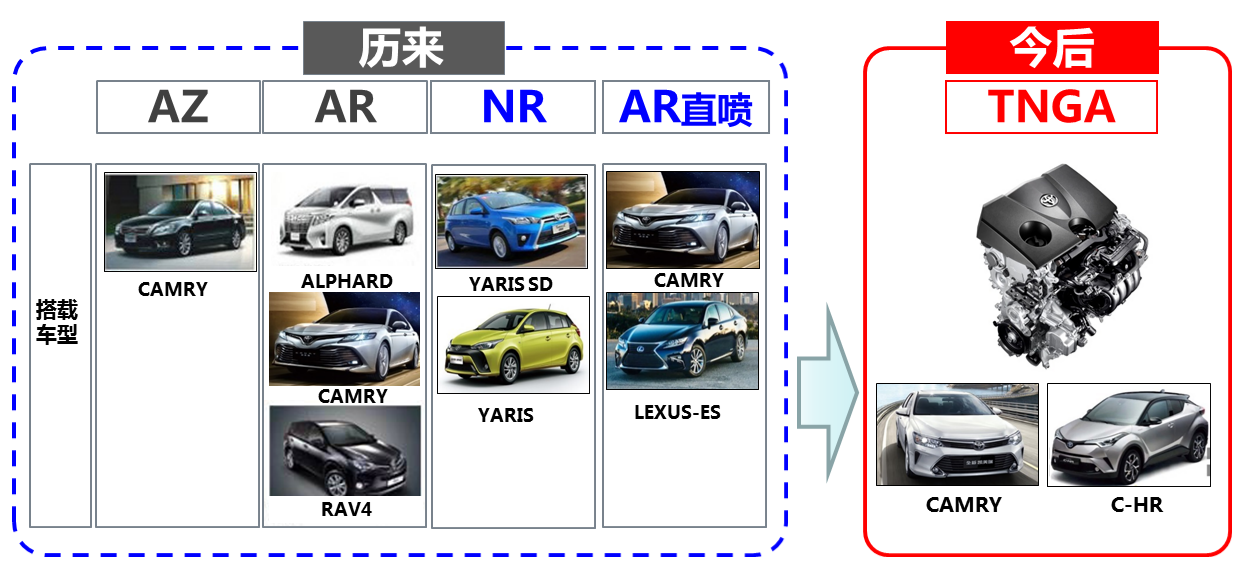 历来
今后
AZ
AR
NR
AR直喷
TNGA
搭载
车型
CAMRY
ALPHARD
CAMRY
RAV4
YARIS SD
YARIS
CAMRY
LEXUS-ES
CAMRY
C-HR